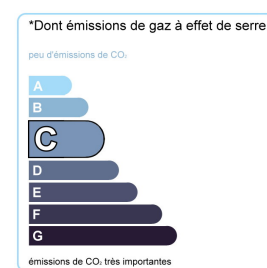 *Dont émissions de gaz à effet de serre
peu d'émissions de CO₂
A
B
C
D
E
F
G
émissions de CO₂ très importantes